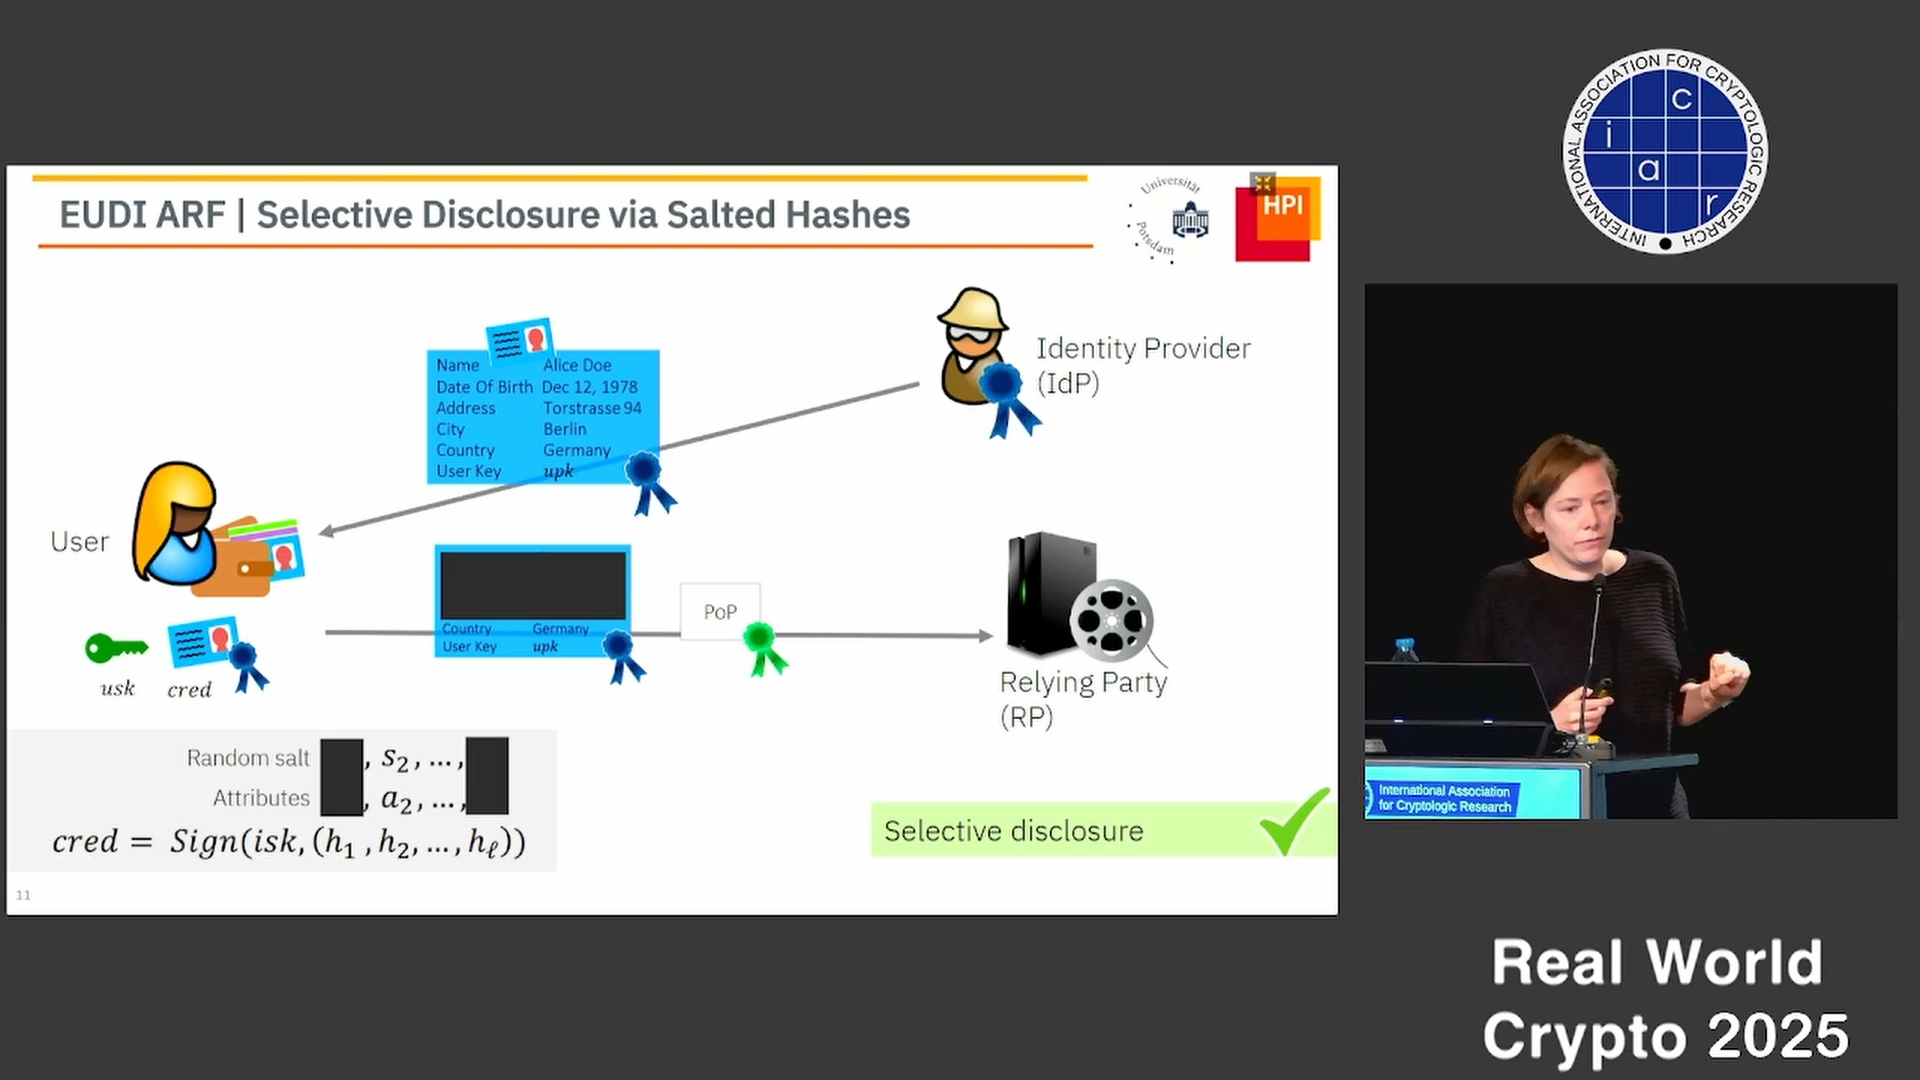 EUDI ARF | Selective Disclosure via Salted Hashes
Universität
Potsdam
HPI
Name Alice Doe
Date Of Birth Dec 12, 1978
Address Torstrasse 94
City Berlin
Country Germany
User Key upk
Identity Provider
(IdP)
User
Country Germany
User Key upk
PoP
usk cred
Relying Party
(RP)
Random salt , s₂, ... ,
Attributes , a₂, ... ,
cred = Sign(isk, (h₁ , h₂, ... , hℓ))
Selective disclosure
11
INTERNATIONAL ASSOCIATION FOR CRYPTOLOGIC RESEARCH
i a c r
International Association
for Cryptologic Research
Real World
Crypto 2025